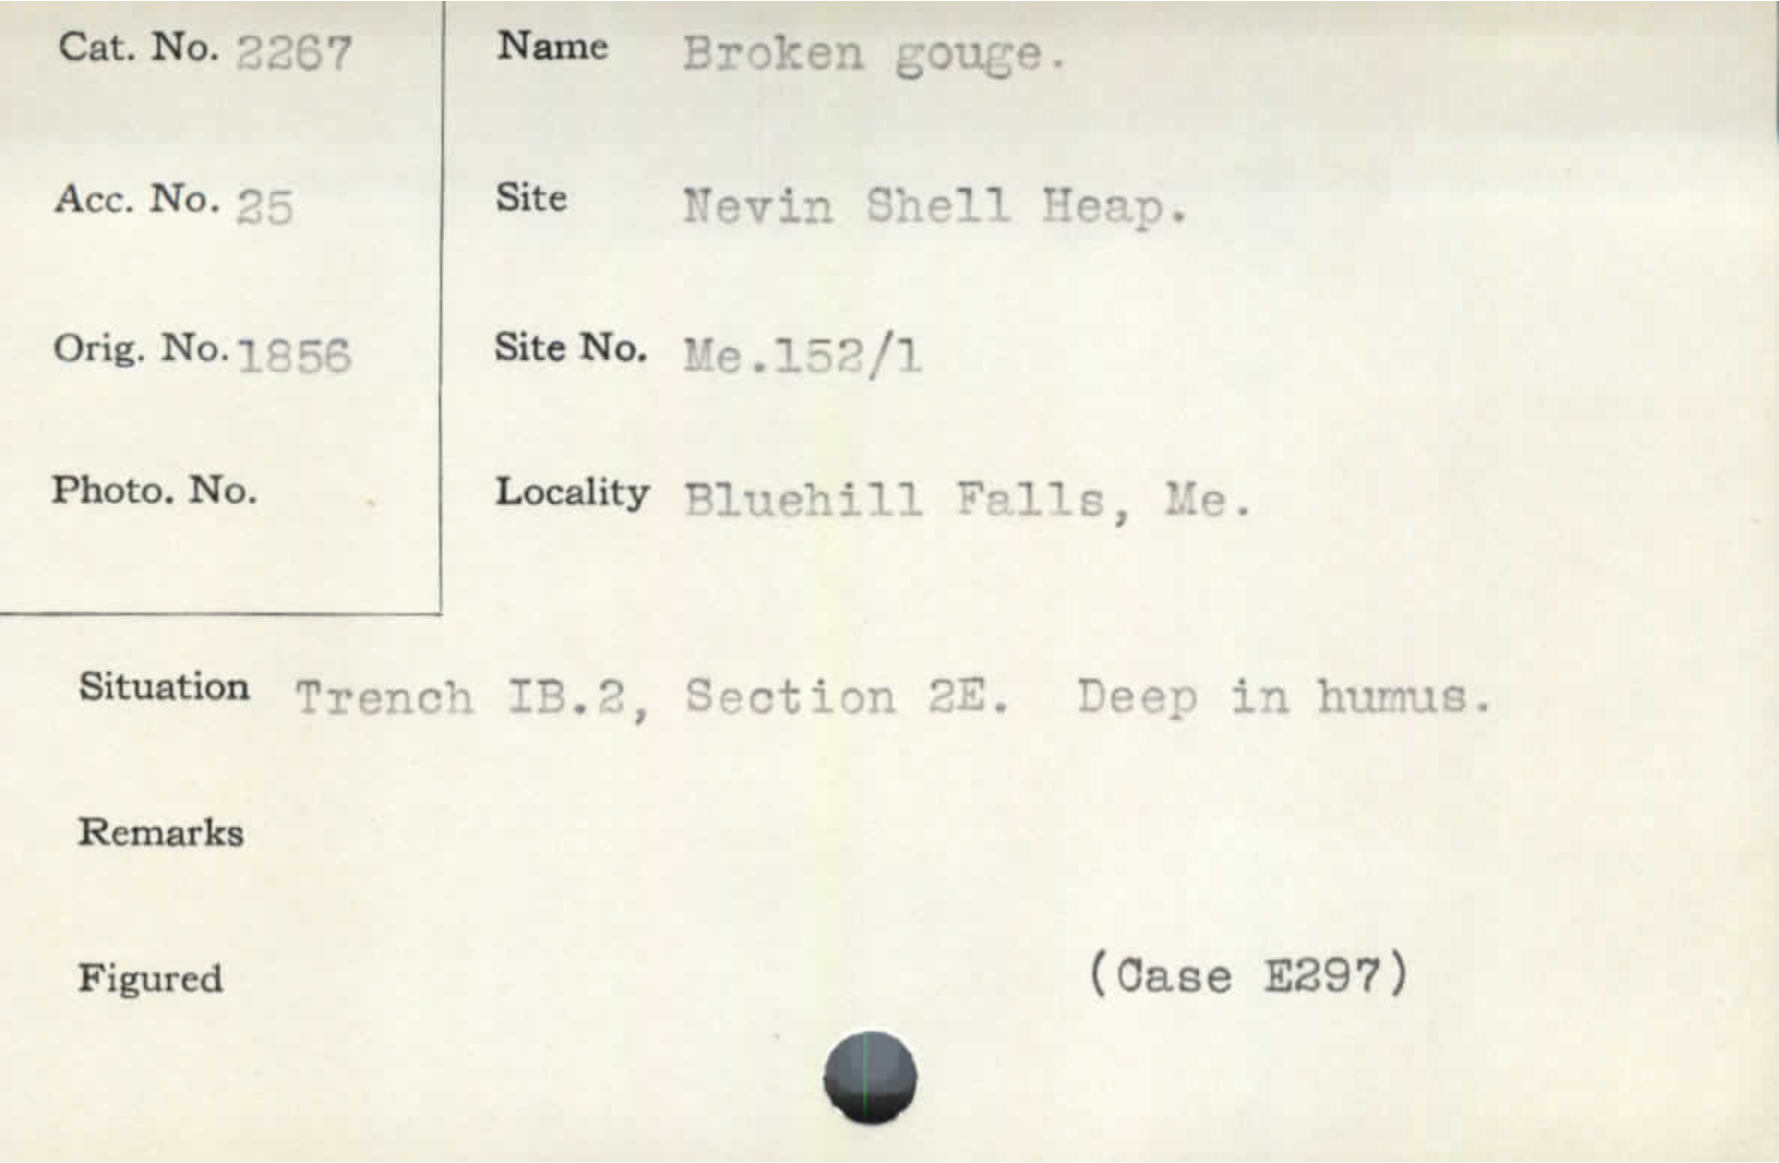 Cat. No. 2267
Name Broken gouge.
Acc. No. 25
Site Nevin Shell Heap.
Orig. No. 1856
Site No. Me.152/1
Photo. No.
Locality Bluehill Falls, Me.
Situation Trench IB.2, Section 2E. Deep in humus.
Remarks
Figured
(Case E297)